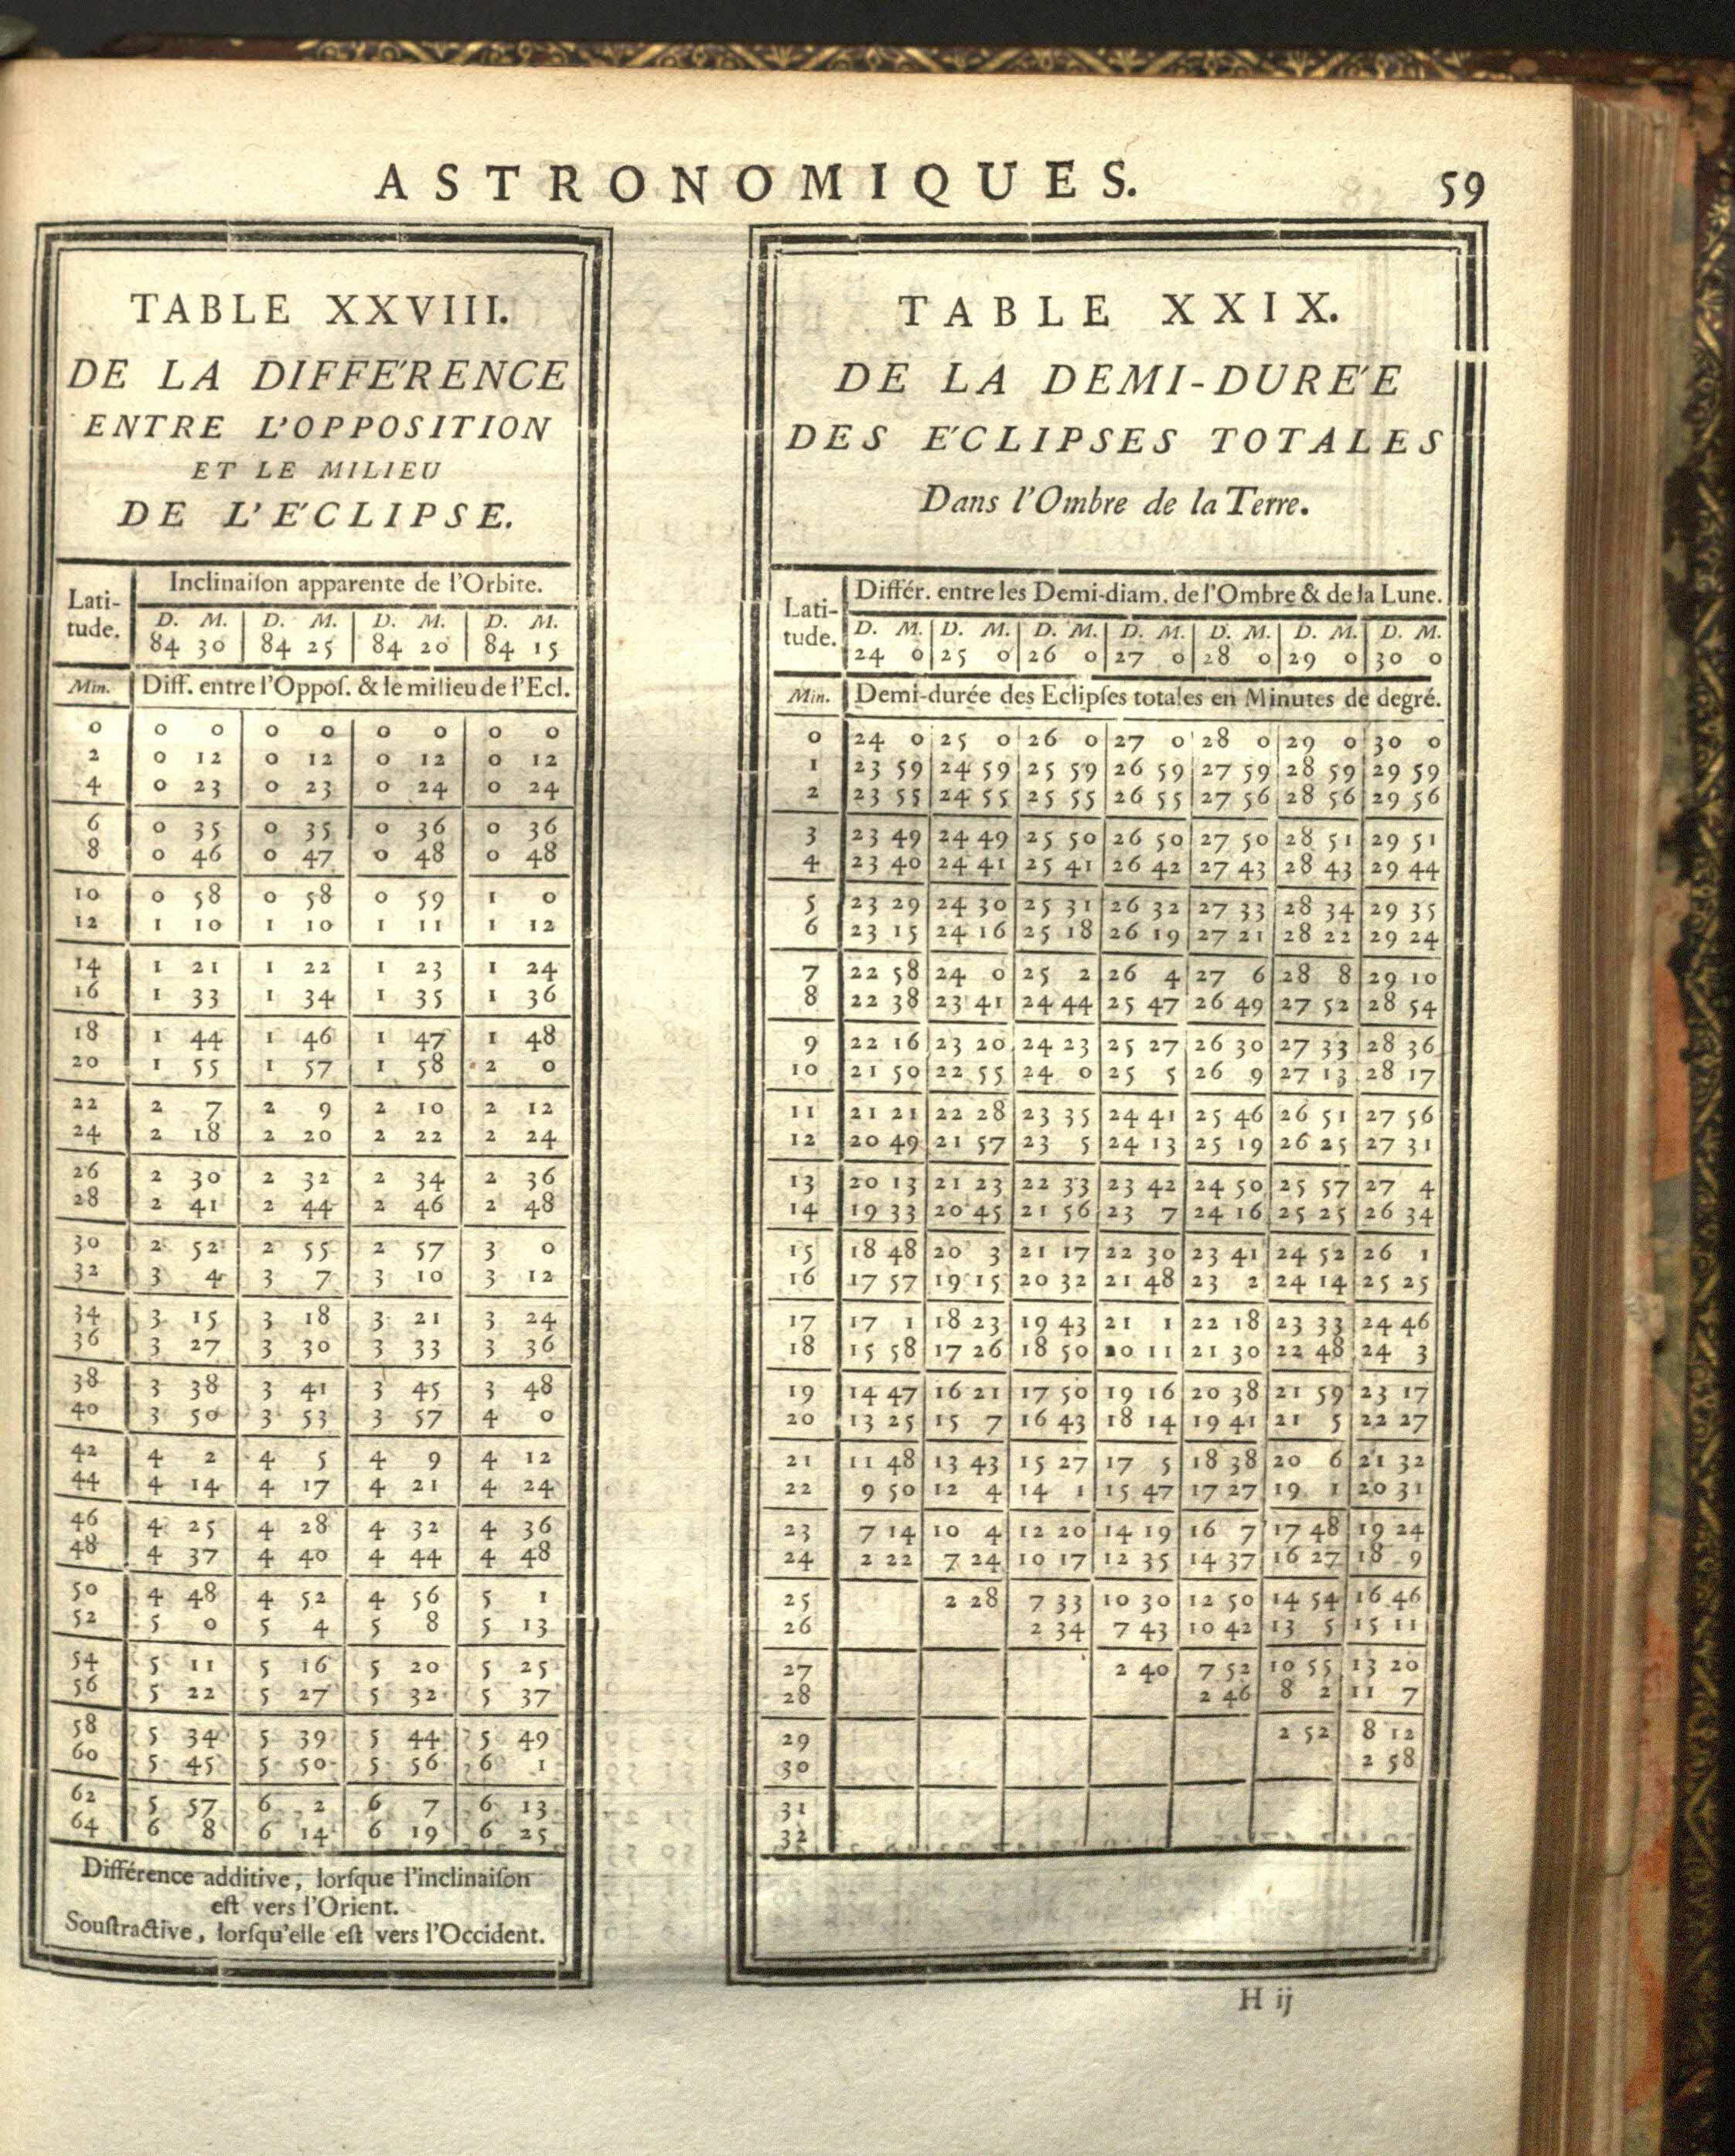 ASTRONOMIQUES. 59
TABLE XXVIII.
DE LA DIFFÉRENCE
ENTRE L'OPPOSITION
ET LE MILIEU
DE L'ÉCLIPSE.
Lati-
tude.
Inclinaiſon apparente de l'Orbite.
D. M. | D. M. | D. M. | D. M.
84 30 | 84 25 | 84 20 | 84 15
Min. | Diff. entre l'Oppoſ. & le milieu de l'Ecl.
0 | 0 0 | 0 0 | 0 0 | 0 0
2 | 0 12 | 0 12 | 0 12 | 0 12
4 | 0 23 | 0 23 | 0 24 | 0 24
6 | 0 35 | 0 35 | 0 36 | 0 36
8 | 0 46 | 0 47 | 0 48 | 0 48
10 | 0 58 | 0 58 | 0 59 | 1 0
12 | 1 10 | 1 10 | 1 11 | 1 12
14 | 1 21 | 1 22 | 1 23 | 1 24
16 | 1 33 | 1 34 | 1 35 | 1 36
18 | 1 44 | 1 46 | 1 47 | 1 48
20 | 1 55 | 1 57 | 1 58 | 2 0
22 | 2 7 | 2 9 | 2 10 | 2 12
24 | 2 18 | 2 20 | 2 22 | 2 24
26 | 2 30 | 2 32 | 2 34 | 2 36
28 | 2 41 | 2 44 | 2 46 | 2 48
30 | 2 52 | 2 55 | 2 57 | 3 0
32 | 3 4 | 3 7 | 3 10 | 3 12
34 | 3 15 | 3 18 | 3 21 | 3 24
36 | 3 27 | 3 30 | 3 33 | 3 36
38 | 3 38 | 3 41 | 3 45 | 3 48
40 | 3 50 | 3 53 | 3 57 | 4 0
42 | 4 2 | 4 5 | 4 9 | 4 12
44 | 4 14 | 4 17 | 4 21 | 4 24
46 | 4 25 | 4 28 | 4 32 | 4 36
48 | 4 37 | 4 40 | 4 44 | 4 48
50 | 4 48 | 4 52 | 4 56 | 5 1
52 | 5 0 | 5 4 | 5 8 | 5 13
54 | 5 11 | 5 16 | 5 20 | 5 25
56 | 5 22 | 5 27 | 5 32 | 5 37
58 | 5 34 | 5 39 | 5 44 | 5 49
60 | 5 45 | 5 50 | 5 56 | 6 1
62 | 5 57 | 6 2 | 6 7 | 6 13
64 | 6 8 | 6 14 | 6 19 | 6 25
Différence additive, lorſque l'inclinaiſon
eſt vers l'Orient.
Souſtractive, lorſqu'elle eſt vers l'Occident.
TABLE XXIX.
DE LA DEMI-DURÉE
DES ÉCLIPSES TOTALES
Dans l'Ombre de la Terre.
Lati-
tude.
Différ. entre les Demi-diam. de l'Ombre & de la Lune.
D. M. | D. M. | D. M. | D. M. | D. M. | D. M. | D. M.
24 0 | 25 0 | 26 0 | 27 0 | 28 0 | 29 0 | 30 0
Min. | Demi-durée des Eclipſes totales en Minutes de degré.
0 | 24 0 | 25 0 | 26 0 | 27 0 | 28 0 | 29 0 | 30 0
1 | 23 59 | 24 59 | 25 59 | 26 59 | 27 59 | 28 59 | 29 59
2 | 23 55 | 24 55 | 25 55 | 26 55 | 27 56 | 28 56 | 29 56
3 | 23 49 | 24 49 | 25 50 | 26 50 | 27 50 | 28 51 | 29 51
4 | 23 40 | 24 41 | 25 41 | 26 42 | 27 43 | 28 43 | 29 44
5 | 23 29 | 24 30 | 25 31 | 26 32 | 27 33 | 28 34 | 29 35
6 | 23 15 | 24 16 | 25 18 | 26 19 | 27 21 | 28 22 | 29 24
7 | 22 58 | 24 0 | 25 2 | 26 4 | 27 6 | 28 8 | 29 10
8 | 22 38 | 23 41 | 24 44 | 25 47 | 26 49 | 27 52 | 28 54
9 | 22 16 | 23 20 | 24 23 | 25 27 | 26 30 | 27 33 | 28 36
10 | 21 50 | 22 55 | 24 0 | 25 5 | 26 9 | 27 13 | 28 17
11 | 21 21 | 22 28 | 23 35 | 24 41 | 25 46 | 26 51 | 27 56
12 | 20 49 | 21 57 | 23 5 | 24 13 | 25 19 | 26 25 | 27 31
13 | 20 13 | 21 23 | 22 33 | 23 42 | 24 50 | 25 57 | 27 4
14 | 19 33 | 20 45 | 21 56 | 23 7 | 24 16 | 25 25 | 26 34
15 | 18 48 | 20 3 | 21 17 | 22 30 | 23 41 | 24 52 | 26 1
16 | 17 57 | 19 15 | 20 32 | 21 48 | 23 2 | 24 14 | 25 25
17 | 17 1 | 18 23 | 19 43 | 21 1 | 22 18 | 23 33 | 24 46
18 | 15 58 | 17 26 | 18 50 | 20 11 | 21 30 | 22 48 | 24 3
19 | 14 47 | 16 21 | 17 50 | 19 16 | 20 38 | 21 59 | 23 17
20 | 13 25 | 15 7 | 16 43 | 18 14 | 19 41 | 21 5 | 22 27
21 | 11 48 | 13 43 | 15 27 | 17 5 | 18 38 | 20 6 | 21 32
22 | 9 50 | 12 4 | 14 1 | 15 47 | 17 27 | 19 1 | 20 31
23 | 7 14 | 10 4 | 12 20 | 14 19 | 16 7 | 17 48 | 19 24
24 | 2 22 | 7 24 | 10 17 | 12 35 | 14 37 | 16 27 | 18 9
25 | | 2 28 | 7 33 | 10 30 | 12 50 | 14 54 | 16 46
26 | | | 2 34 | 7 43 | 10 42 | 13 5 | 15 11
27 | | | | 2 40 | 7 52 | 10 55 | 13 20
28 | | | | | 2 46 | 8 2 | 11 7
29 | | | | | | 2 52 | 8 12
30 | | | | | | | 2 58
31
32
H ij